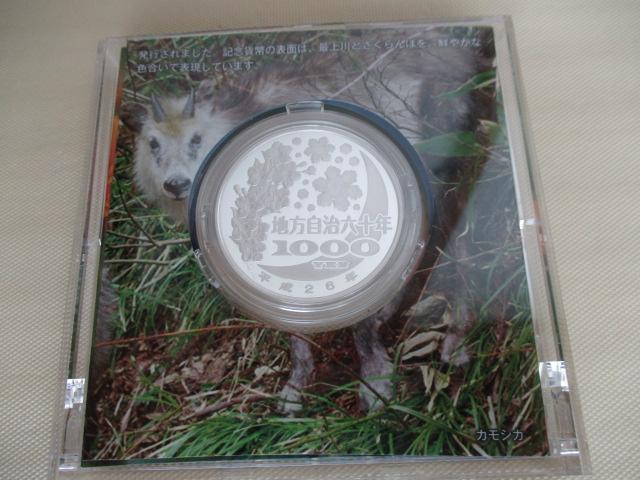 発行されました。記念貨幣の表面は、最上川とさくらんぼを、鮮やかな
色合いで表現しています。
地方自治六十年
1000
YEN
平成26年
カモシカ